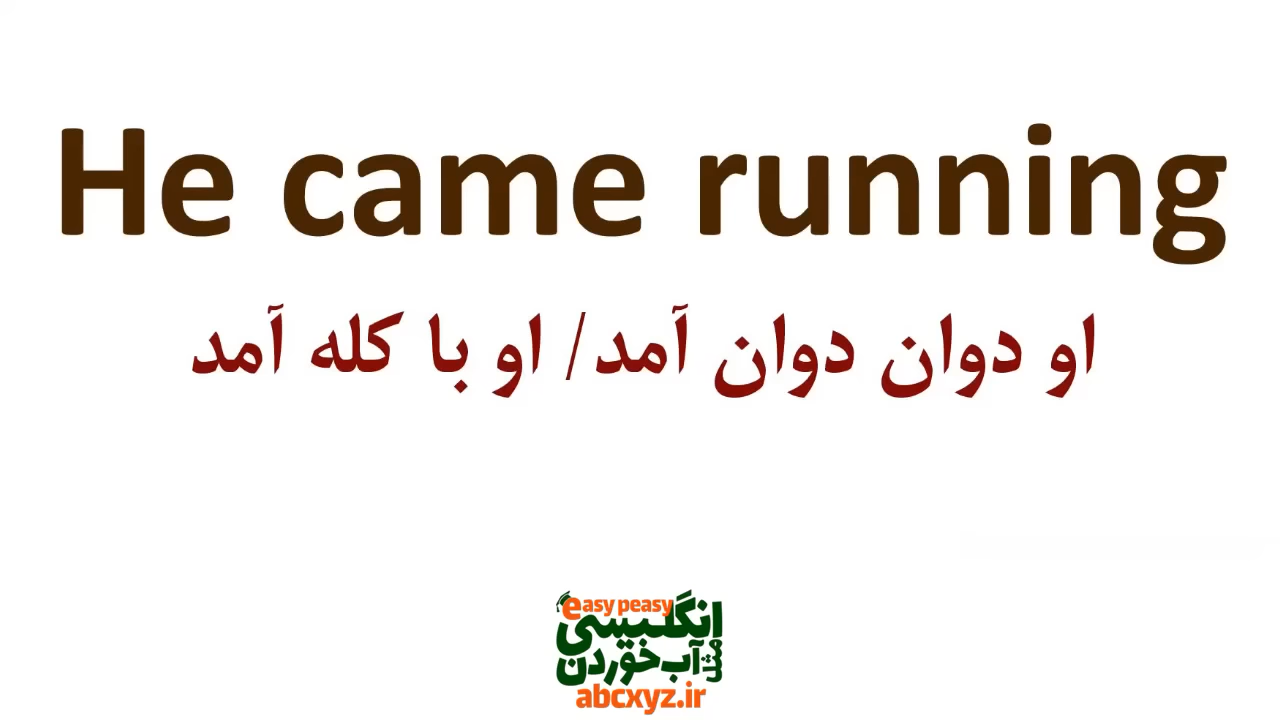 He came running
او دوان دوان آمد/ او با کله آمد
easy peasy
انگلیسی
مثل آب خوردن
abcxyz.ir